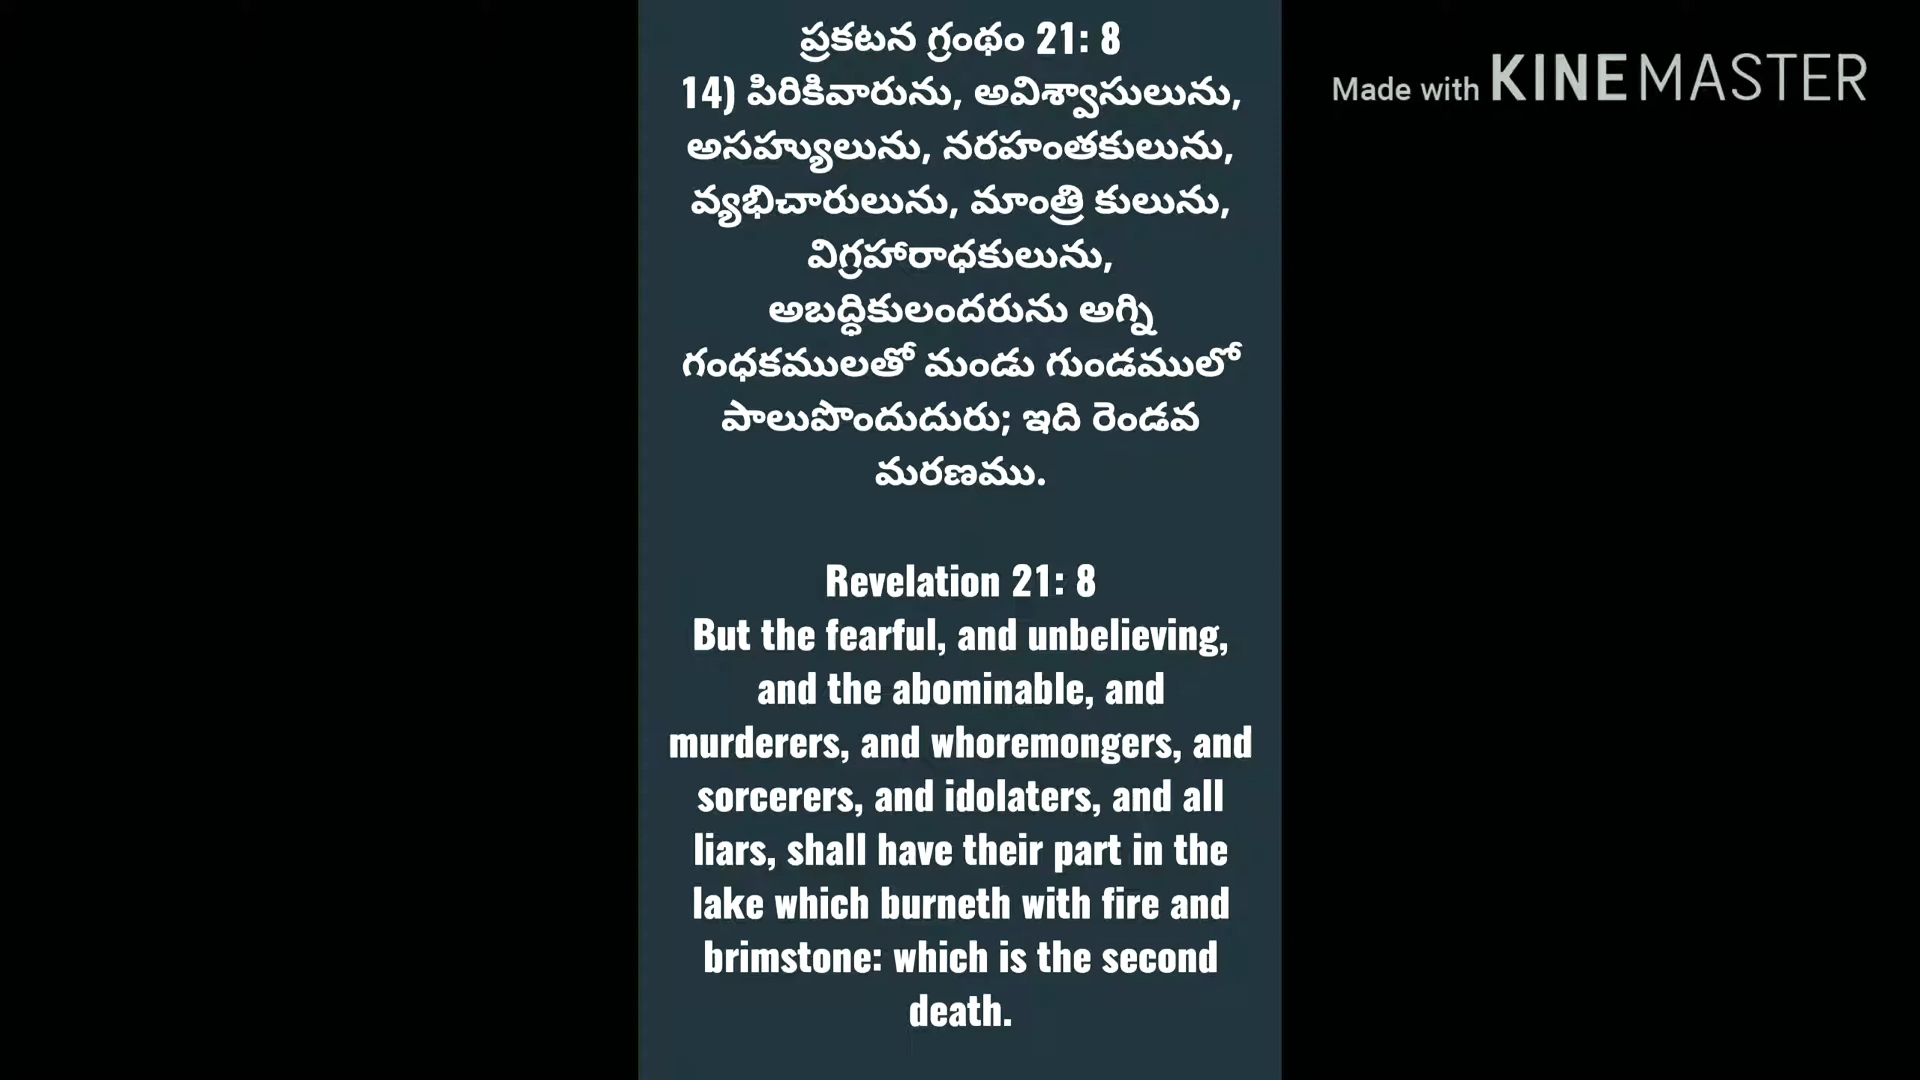 ప్రకటన గ్రంథం 21: 8
14) పిరికివారును, అవిశ్వాసులును,
అసహ్యులును, నరహంతకులును,
వ్యభిచారులును, మాంత్రి కులును,
విగ్రహారాధకులును,
అబద్ధికులందరును అగ్ని
గంధకములతో మండు గుండములో
పాలుపొందుదురు; ఇది రెండవ
మరణము.
Revelation 21: 8
But the fearful, and unbelieving,
and the abominable, and
murderers, and whoremongers, and
sorcerers, and idolaters, and all
liars, shall have their part in the
lake which burneth with fire and
brimstone: which is the second
death.
Made with KINEMASTER